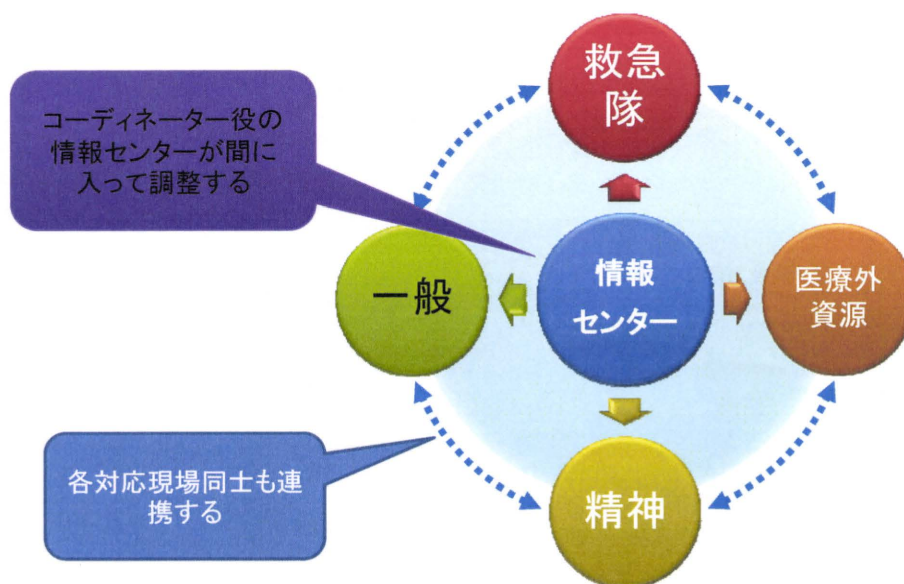 救急
隊
コーディネーター役の
情報センターが間に
入って調整する
一般
情報
センター
医療外
資源
各対応現場同士も連
携する
精神